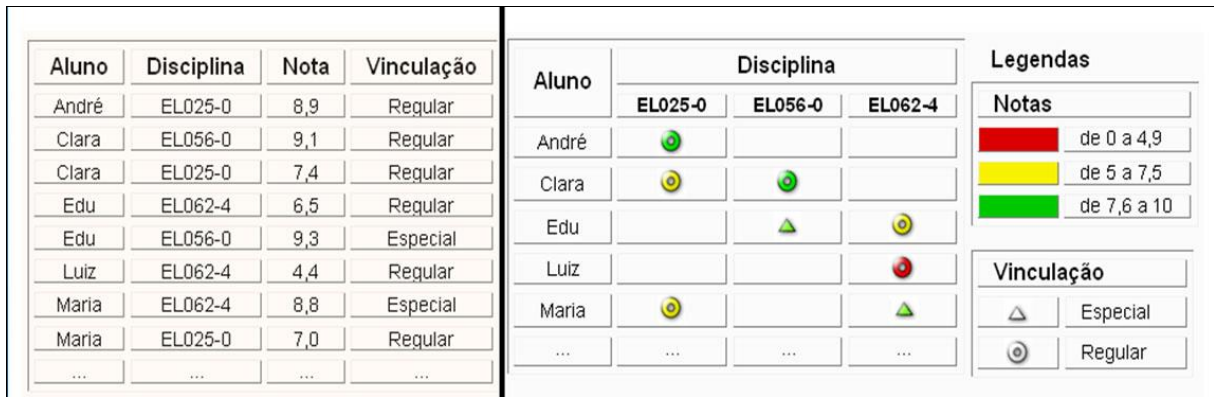 Aluno Disciplina Nota Vinculação
André EL025-0 8,9 Regular
Clara EL056-0 9,1 Regular
Clara EL025-0 7,4 Regular
Edu EL062-4 6,5 Regular
Edu EL056-0 9,3 Especial
Luiz EL062-4 4,4 Regular
Maria EL062-4 8,8 Especial
Maria EL025-0 7,0 Regular
... ... ... ...
Aluno Disciplina
EL025-0 EL056-0 EL062-4
André
Clara
Edu
Luiz
Maria
... ... ... ...
Legendas
Notas
de 0 a 4,9
de 5 a 7,5
de 7,6 a 10
Vinculação
Especial
Regular